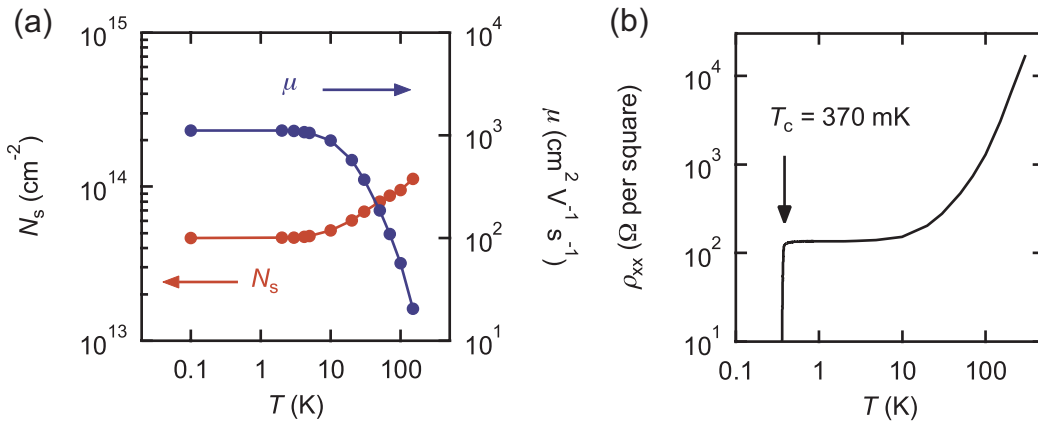 (a)
10^15
10^14
10^13
N_s (cm^-2)
μ
N_s
10^4
10^3
10^2
10^1
μ (cm^2 V^-1 s^-1)
0.1 1 10 100
T (K)
(b)
10^4
10^3
10^2
10^1
ρ_xx (Ω per square)
T_c = 370 mK
0.1 1 10 100
T (K)